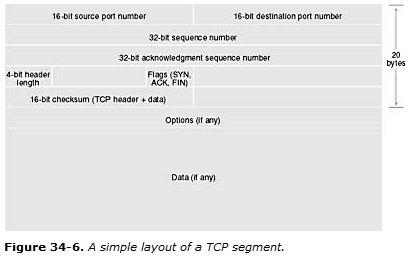 16-bit source port number
16-bit destination port number
32-bit sequence number
32-bit acknowledgment sequence number
4-bit header
length
Flags (SYN,
ACK, FIN)
16-bit checksum (TCP header + data)
Options (if any)
Data (if any)
20
bytes
Figure 34-6. A simple layout of a TCP segment.